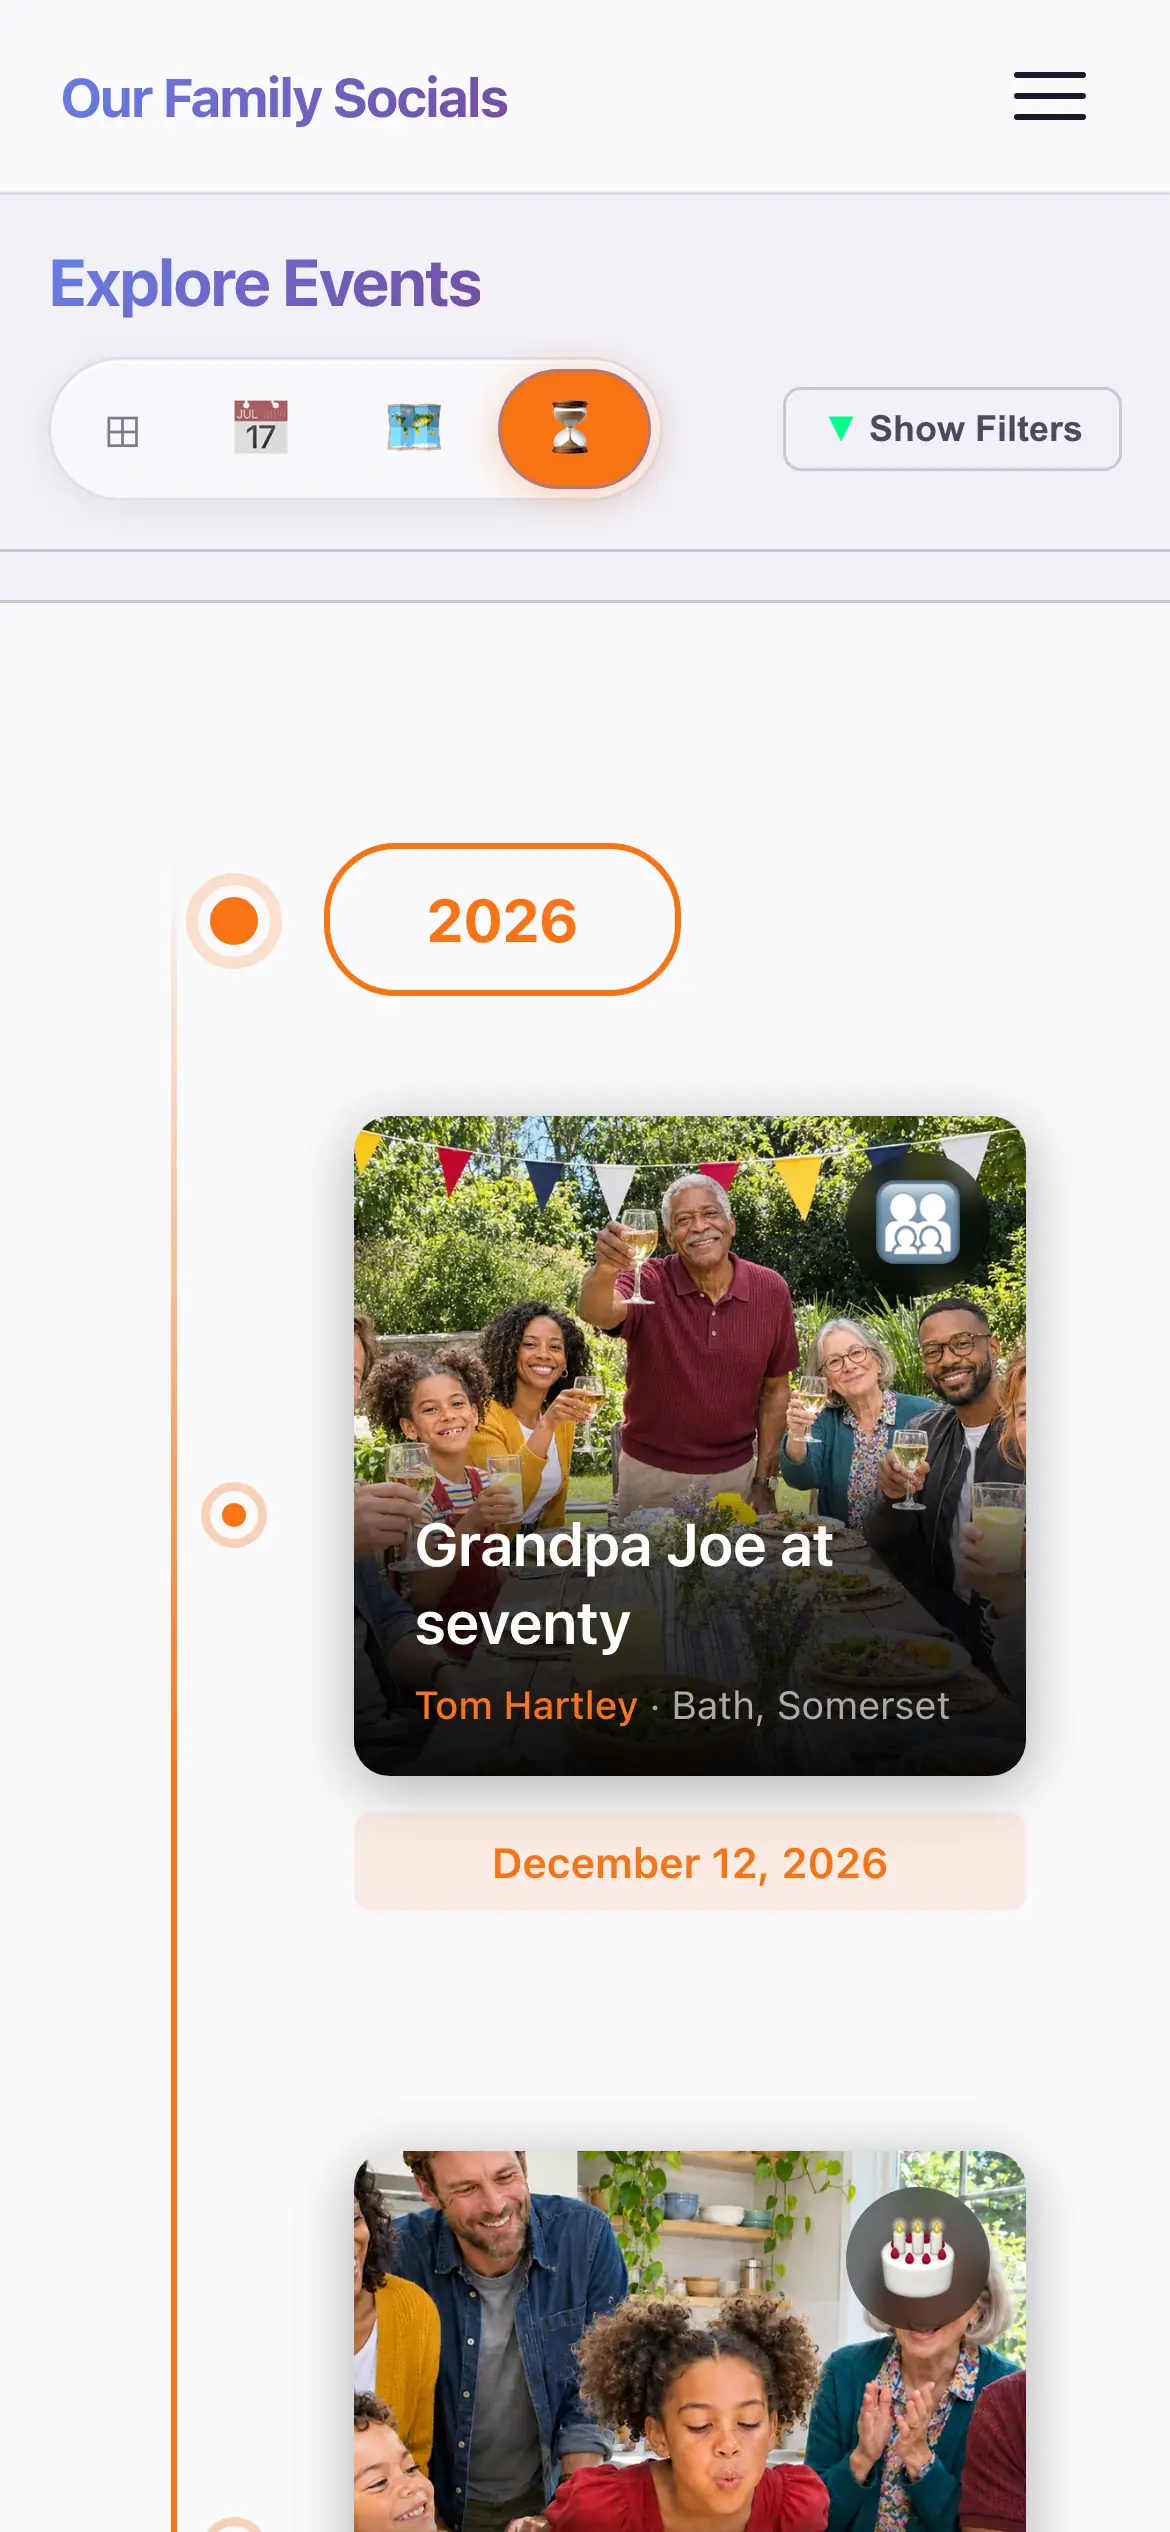 Our Family Socials
Explore Events
JUL
17
▼ Show Filters
2026
Grandpa Joe at
seventy
Tom Hartley · Bath, Somerset
December 12, 2026